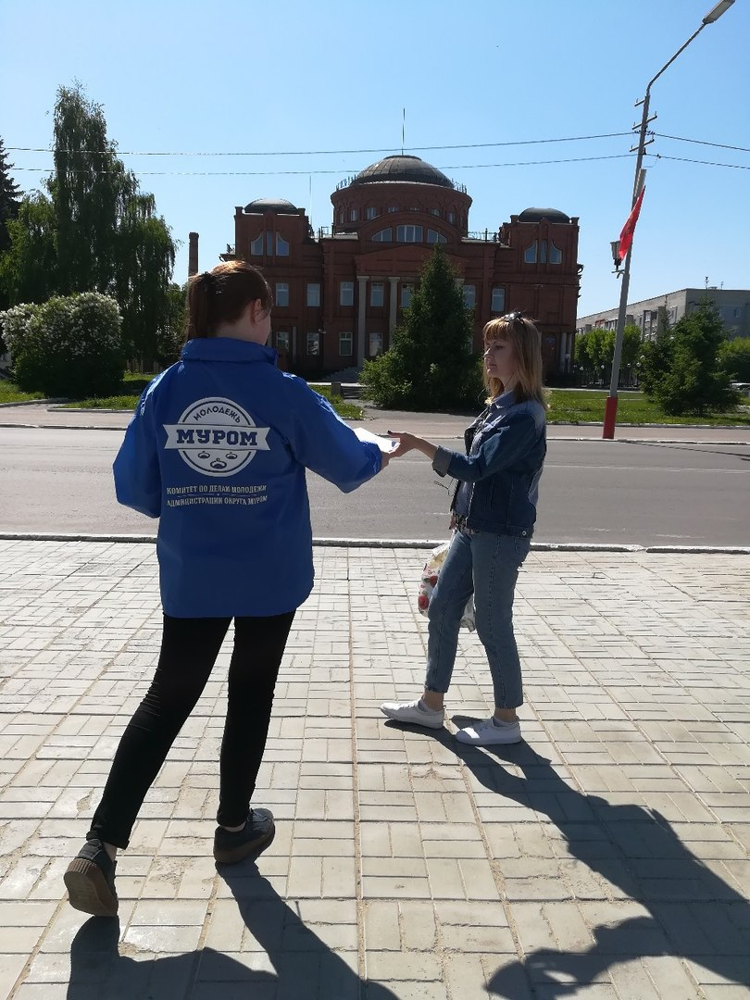 МОЛОДЕЖЬ
МУРОМ
КОМИТЕТ ПО ДЕЛАМ МОЛОДЕЖИ
АДМИНИСТРАЦИИ ОКРУГА МУРОМ